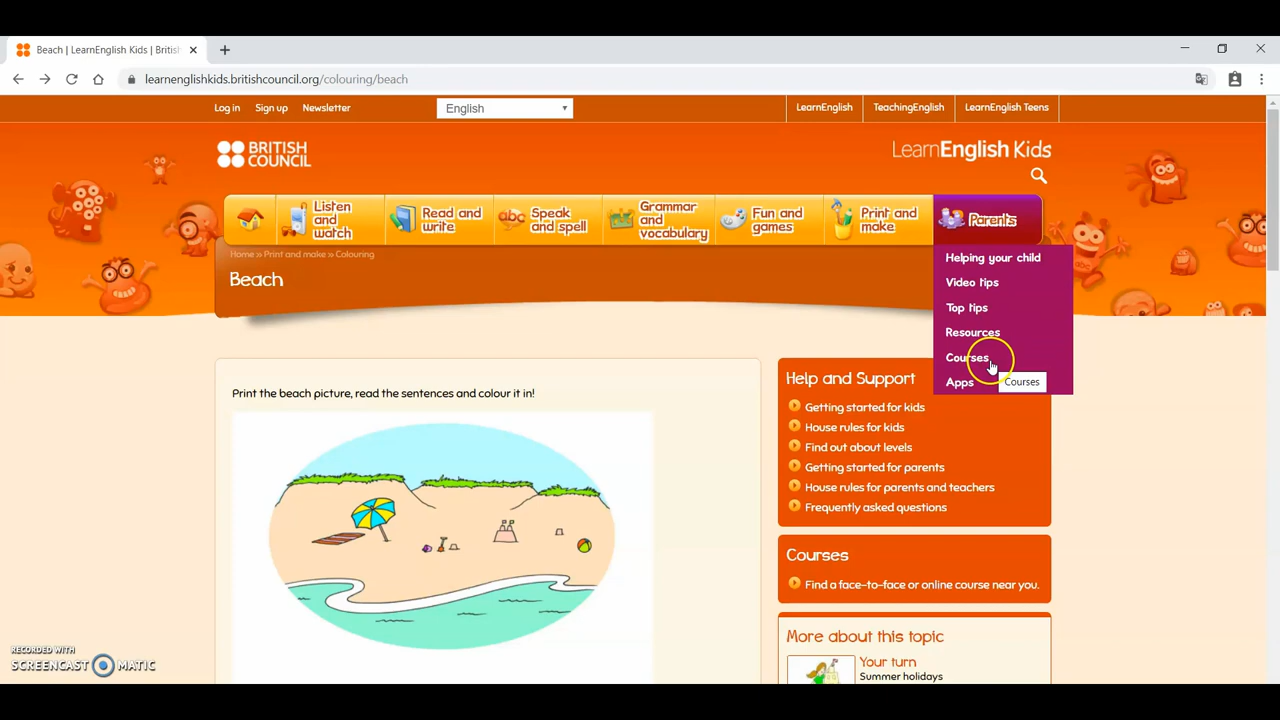 Beach | LearnEnglish Kids | British
learnenglishkids.britishcouncil.org/colouring/beach
Log in Sign up Newsletter English LearnEnglish TeachingEnglish LearnEnglish Teens
BRITISH
COUNCIL
LearnEnglish Kids
Listen
and
watch
Read and
write
abc
Speak
and spell
Grammar
and
vocabulary
Fun and
games
Print and
make
Parents
Home » Print and make » Colouring
Beach
Helping your child
Video tips
Top tips
Resources
Courses
Apps
Courses
Print the beach picture, read the sentences and colour it in!
Help and Support
Getting started for kids
House rules for kids
Find out about levels
Getting started for parents
House rules for parents and teachers
Frequently asked questions
Courses
Find a face-to-face or online course near you.
More about this topic
Your turn
Summer holidays
RECORDED WITH
SCREENCAST MATIC